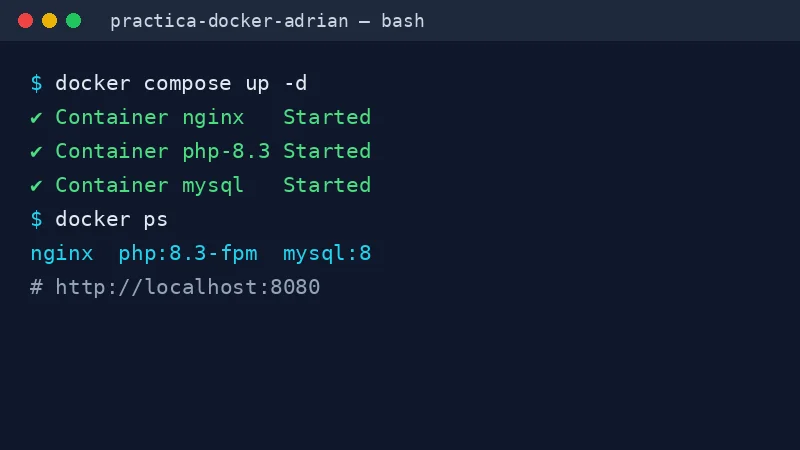 practica-docker-adrian — bash
$ docker compose up -d
✔ Container nginx   Started
✔ Container php-8.3 Started
✔ Container mysql   Started
$ docker ps
nginx  php:8.3-fpm  mysql:8
# http://localhost:8080